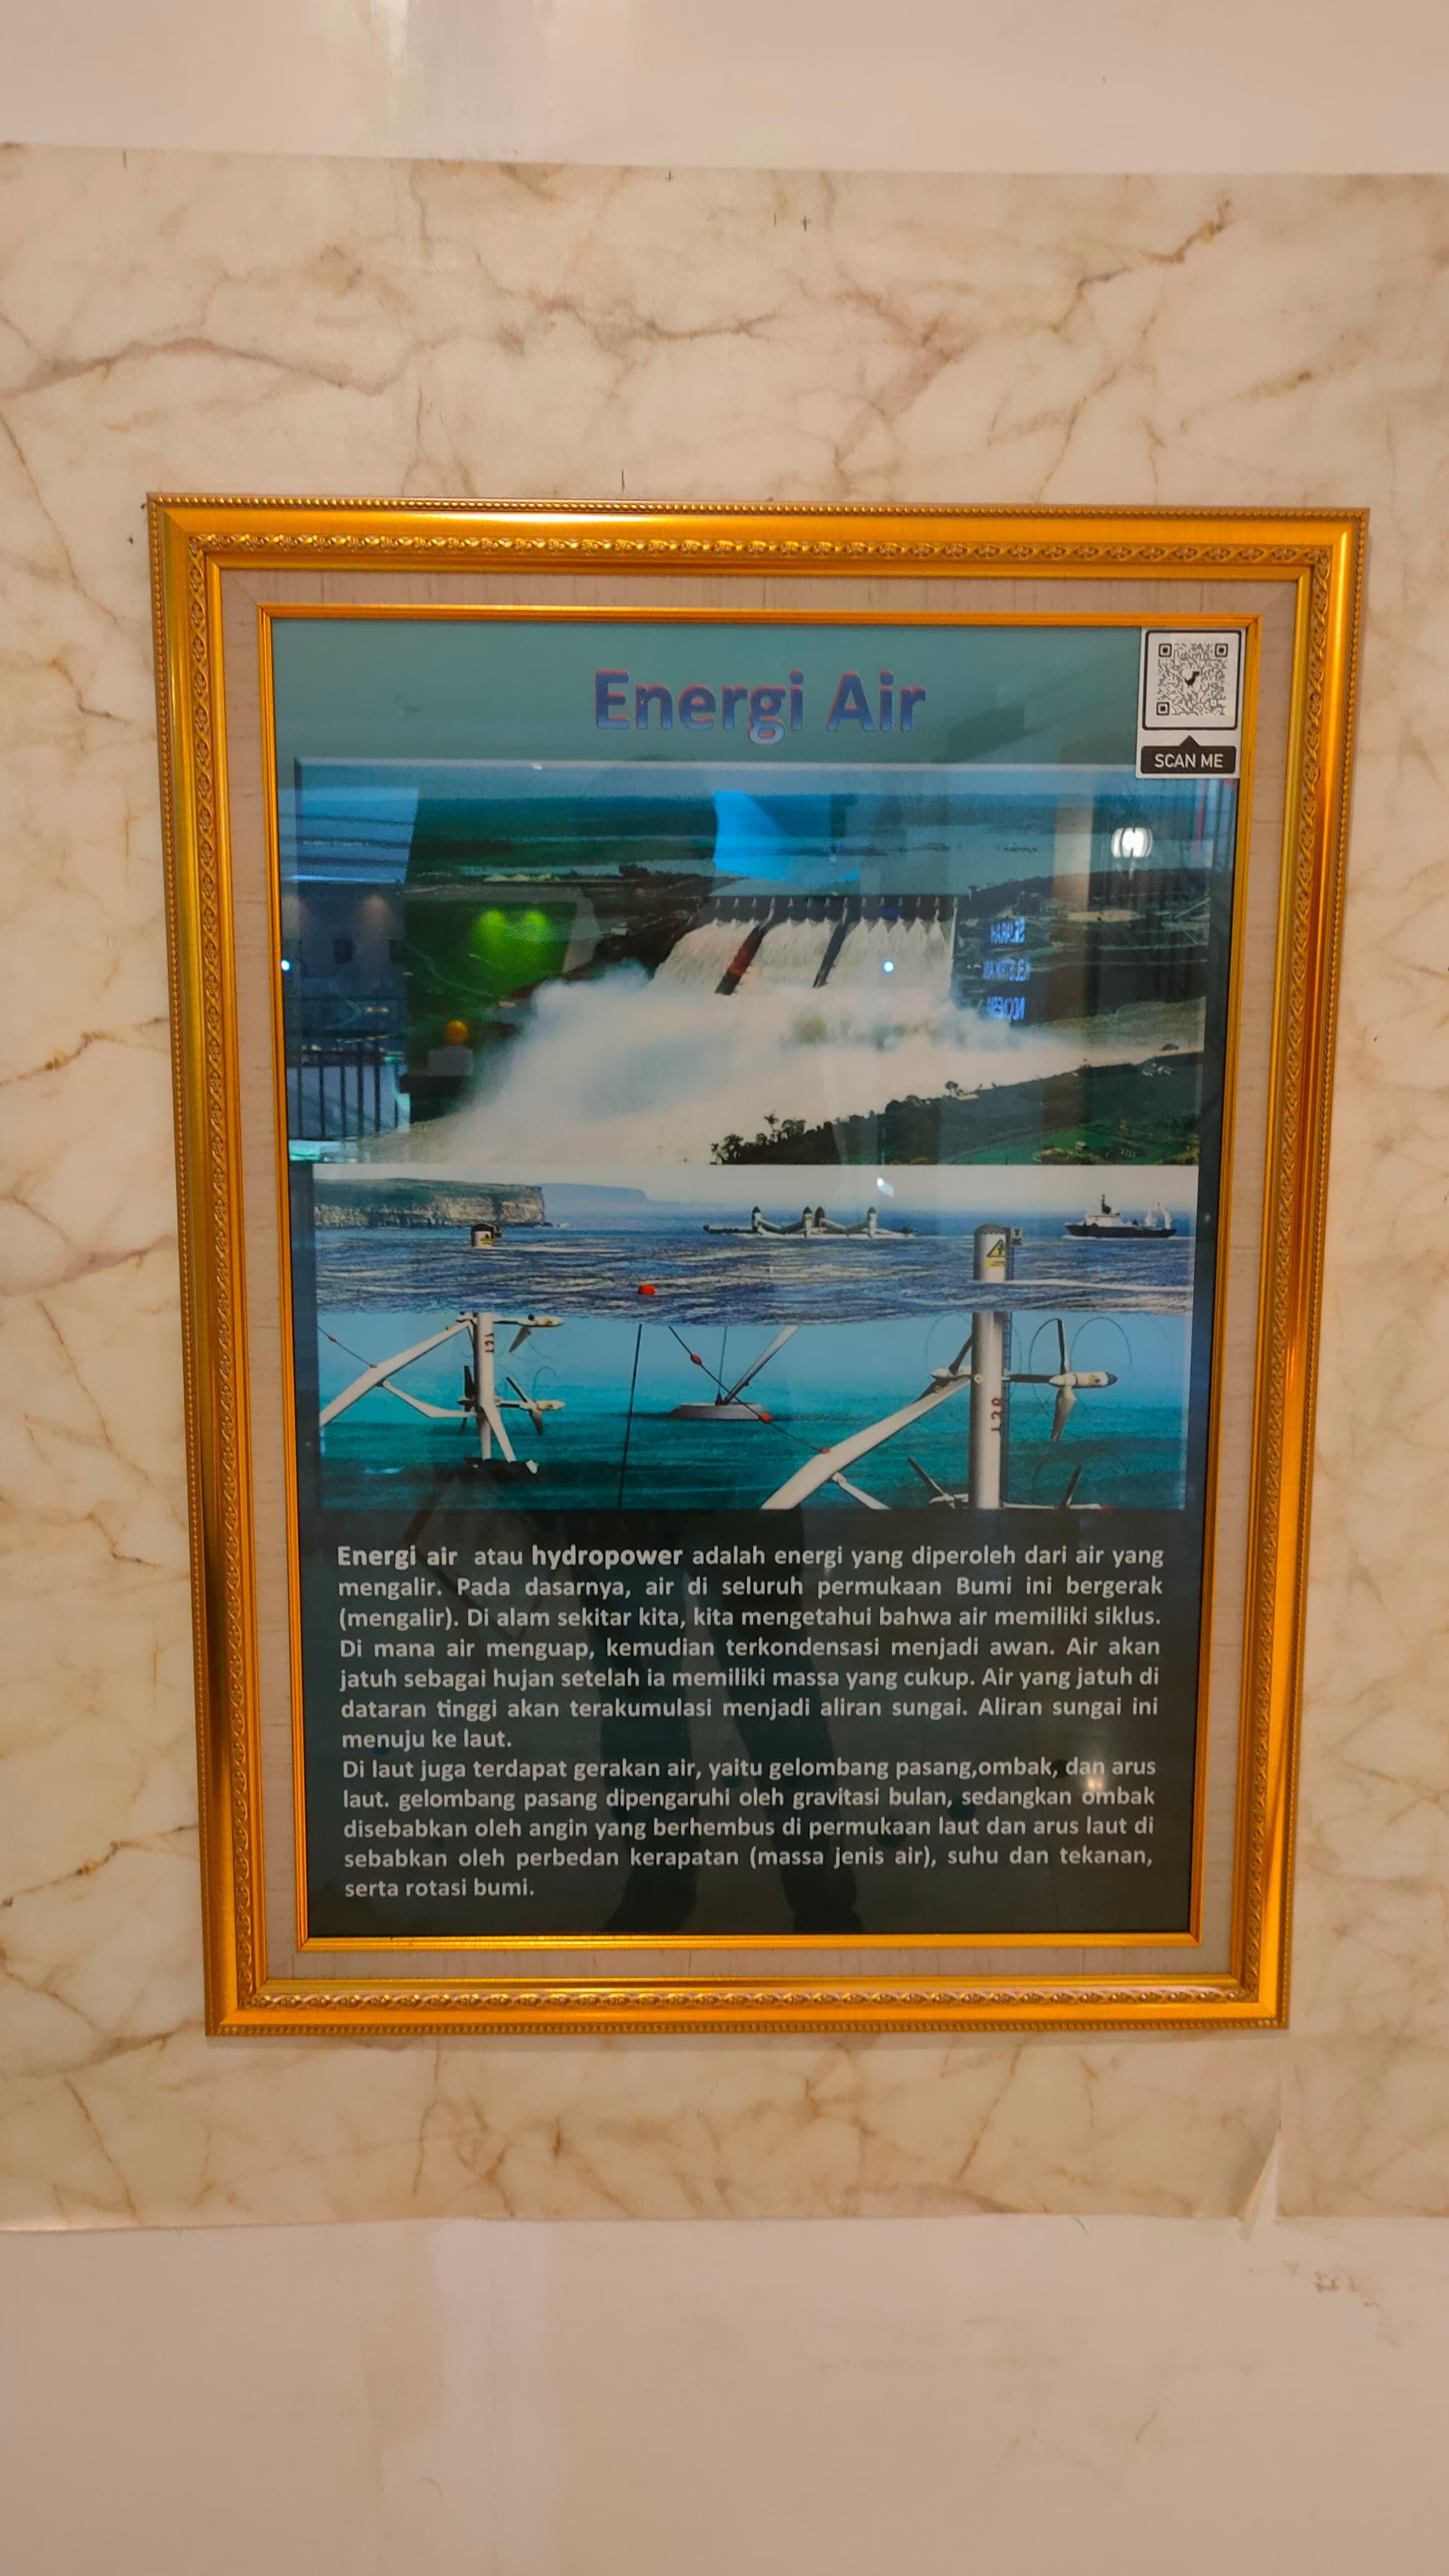 Energi Air
SCAN ME
Energi air atau hydropower adalah energi yang diperoleh dari air yang
mengalir. Pada dasarnya, air di seluruh permukaan Bumi ini bergerak
(mengalir). Di alam sekitar kita, kita mengetahui bahwa air memiliki siklus.
Di mana air menguap, kemudian terkondensasi menjadi awan. Air akan
jatuh sebagai hujan setelah ia memiliki massa yang cukup. Air yang jatuh di
dataran tinggi akan terakumulasi menjadi aliran sungai. Aliran sungai ini
menuju ke laut.
Di laut juga terdapat gerakan air, yaitu gelombang pasang,ombak, dan arus
laut. gelombang pasang dipengaruhi oleh gravitasi bulan, sedangkan ombak
disebabkan oleh angin yang berhembus di permukaan laut dan arus laut di
sebabkan oleh perbedan kerapatan (massa jenis air), suhu dan tekanan,
serta rotasi bumi.